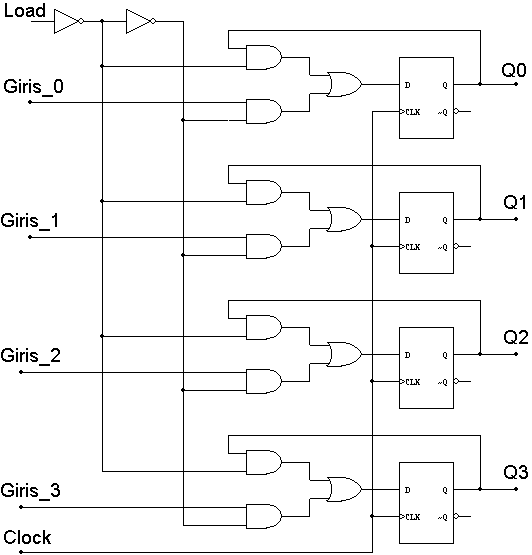 Load
Giris_0
D
Q
CLK
~Q
Q0
Giris_1
D
Q
CLK
~Q
Q1
Giris_2
D
Q
CLK
~Q
Q2
Giris_3
D
Q
CLK
~Q
Q3
Clock